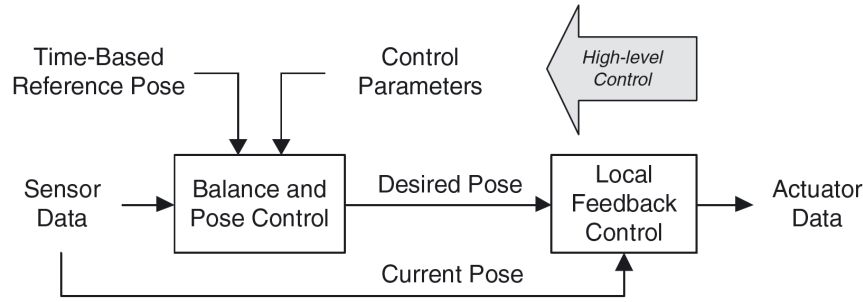 Time-Based
Reference Pose
Control
Parameters
High-level
Control
Sensor
Data
Balance and
Pose Control
Desired Pose
Local
Feedback
Control
Actuator
Data
Current Pose